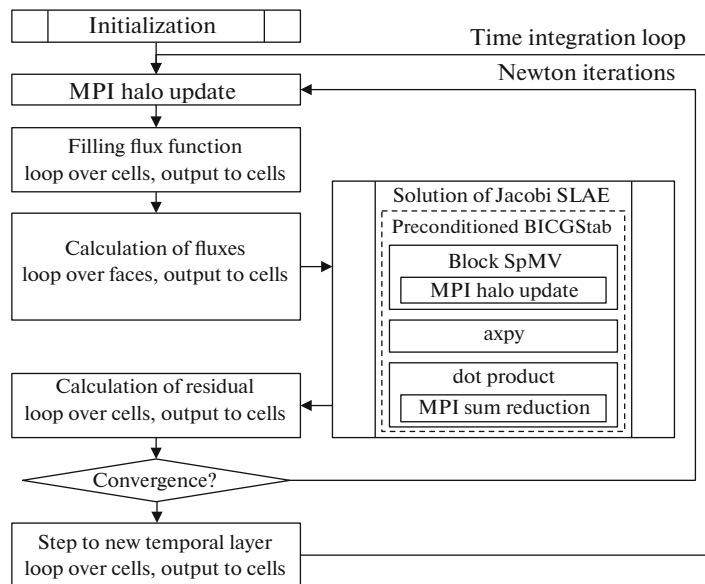 Initialization
Time integration loop
Newton iterations
MPI halo update
Filling flux function
loop over cells, output to cells
Calculation of fluxes
loop over faces, output to cells
Solution of Jacobi SLAE
Preconditioned BICGStab
Block SpMV
MPI halo update
axpy
dot product
MPI sum reduction
Calculation of residual
loop over cells, output to cells
Convergence?
Step to new temporal layer
loop over cells, output to cells